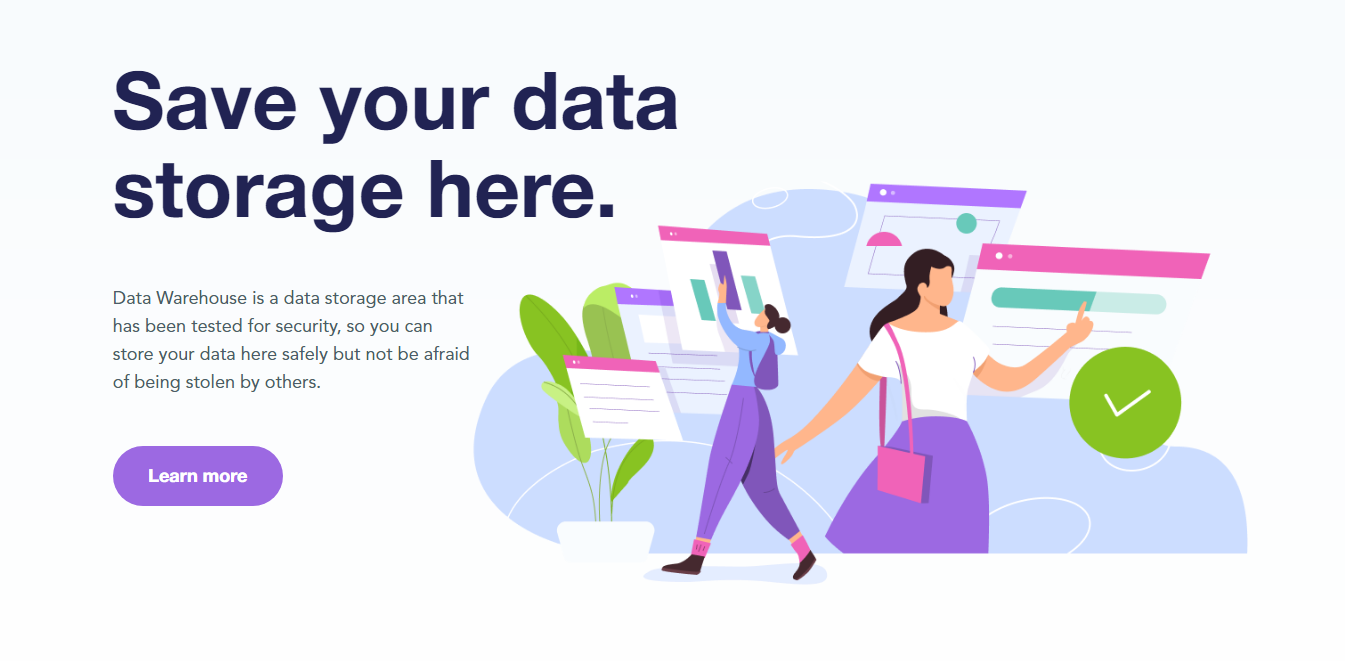 Save your data
storage here.
Data Warehouse is a data storage area that
has been tested for security, so you can
store your data here safely but not be afraid
of being stolen by others.
Learn more